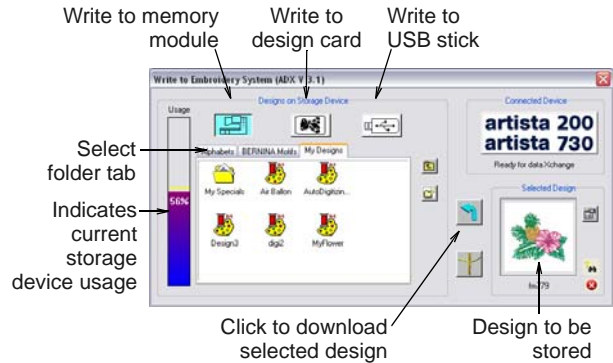 Write to memory
module
Write to
design card
Write to
USB stick
Write to Embroidery System (ADX V 3.1)
Usage
Designs on Storage Device
Connected Device
artista 200
artista 730
Ready for data Xchange
Select
folder tab
Alphabets BERNINA Motifs My Designs
My Specials Air Ballon AutoDigitizin...
Selected Design
56%
Indicates
current
storage
device usage
Design3 digi2 MyFlower
Click to download
selected design
Design to be
stored